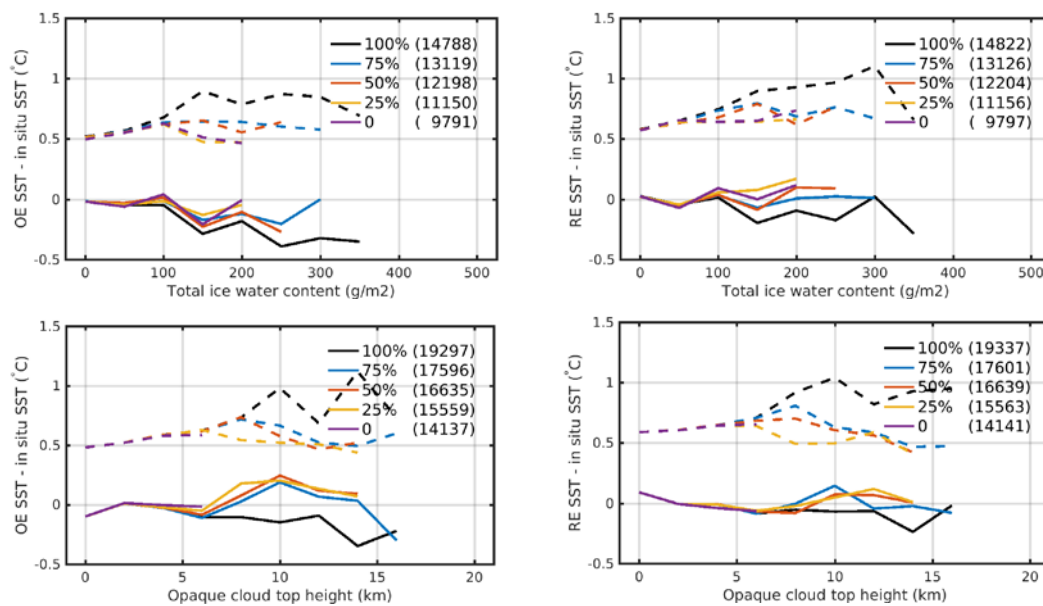 OE SST - in situ SST (°C)
1.5
1
0.5
0
-0.5
100% (14788)
75% (13119)
50% (12198)
25% (11150)
0 ( 9791)
0 100 200 300 400 500
Total ice water content (g/m2)
RE SST - in situ SST (°C)
1.5
1
0.5
0
-0.5
100% (14822)
75% (13126)
50% (12204)
25% (11156)
0 ( 9797)
0 100 200 300 400 500
Total ice water content (g/m2)
OE SST - in situ SST (°C)
1.5
1
0.5
0
-0.5
100% (19297)
75% (17596)
50% (16635)
25% (15559)
0 (14137)
0 5 10 15 20
Opaque cloud top height (km)
RE SST - in situ SST (°C)
1.5
1
0.5
0
-0.5
100% (19337)
75% (17601)
50% (16639)
25% (15563)
0 (14141)
0 5 10 15 20
Opaque cloud top height (km)